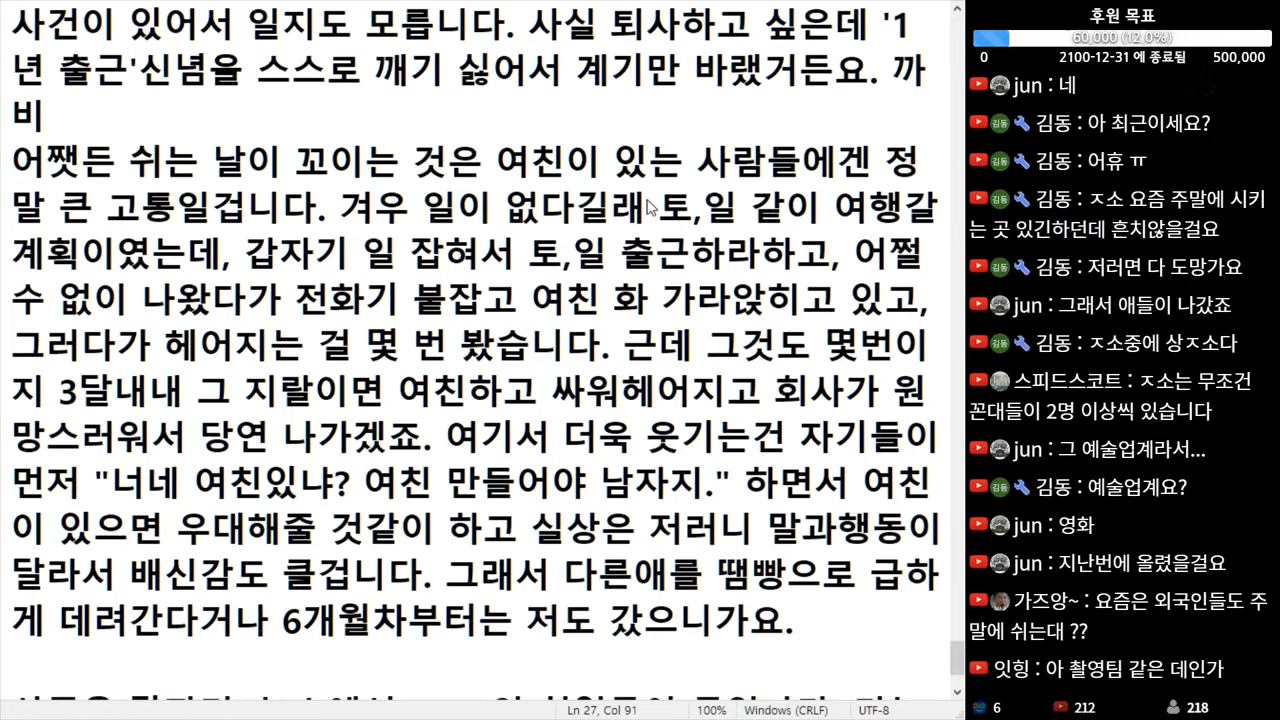 사건이 있어서 일지도 모릅니다. 사실 퇴사하고 싶은데 '1
년 출근'신념을 스스로 깨기 싫어서 계기만 바랬거든요. 까
비
어쨋든 쉬는 날이 꼬이는 것은 여친이 있는 사람들에겐 정
말 큰 고통일겁니다. 겨우 일이 없다길래 토,일 같이 여행갈
계획이였는데, 갑자기 일 잡혀서 토,일 출근하라하고, 어쩔
수 없이 나왔다가 전화기 붙잡고 여친 화 가라앉히고 있고,
그러다가 헤어지는 걸 몇 번 봤습니다. 근데 그것도 몇번이
지 3달내내 그 지랄이면 여친하고 싸워헤어지고 회사가 원
망스러워서 당연 나가겠죠. 여기서 더욱 웃기는건 자기들이
먼저 "너네 여친있냐? 여친 만들어야 남자지." 하면서 여친
이 있으면 우대해줄 것같이 하고 실상은 저러니 말과행동이
달라서 배신감도 클겁니다. 그래서 다른애를 땜빵으로 급하
게 데려간다거나 6개월차부터는 저도 갔으니가요.
Ln 27, Col 91
100%
Windows (CRLF)
UTF-8
후원 목표
60,000 (12.0%)
0
2100-12-31 에 종료됨
500,000
jun : 네
김동 김동 : 아 최근이세요?
김동 김동 : 어휴 ㅠ
김동 김동 : ㅈ소 요즘 주말에 시키
는 곳 있긴하던데 흔치않을걸요
김동 김동 : 저러면 다 도망가요
jun : 그래서 애들이 나갔죠
김동 김동 : ㅈ소중에 상ㅈ소다
스피드스코트 : ㅈ소는 무조건
꼰대들이 2명 이상씩 있습니다
jun : 그 예술업계라서...
김동 김동 : 예술업계요?
jun : 영화
jun : 지난번에 올렸을걸요
가즈앙~ : 요즘은 외국인들도 주
말에 쉬는대 ??
잇힝 : 아 촬영팀 같은 데인가
6
212
218